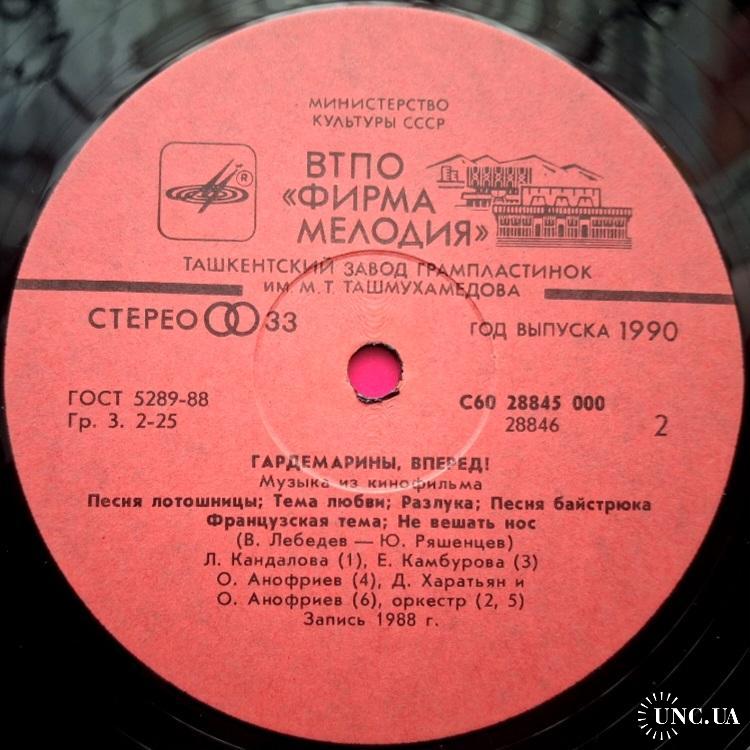 МИНИСТЕРСТВО
КУЛЬТУРЫ СССР
ВТПО
«ФИРМА
МЕЛОДИЯ»
ТАШКЕНТСКИЙ ЗАВОД ГРАМПЛАСТИНОК
ИМ. М. Т. ТАШМУХАМЕДОВА
СТЕРЕО 33
ГОД ВЫПУСКА 1990
ГОСТ 5289-88
Гр. 3. 2-25
С60 28845 000
28846
2
ГАРДЕМАРИНЫ, ВПЕРЕД!
Музыка из кинофильма
Песня лотошницы; Тема любви; Разлука; Песня байстрюка
Французская тема; Не вешать нос
(В. Лебедев — Ю. Ряшенцев)
Л. Кандалова (1), Е. Камбурова (3)
О. Анофриев (4), Д. Харатьян и
О. Анофриев (6), оркестр (2, 5)
Запись 1988 г.
UNC.UA